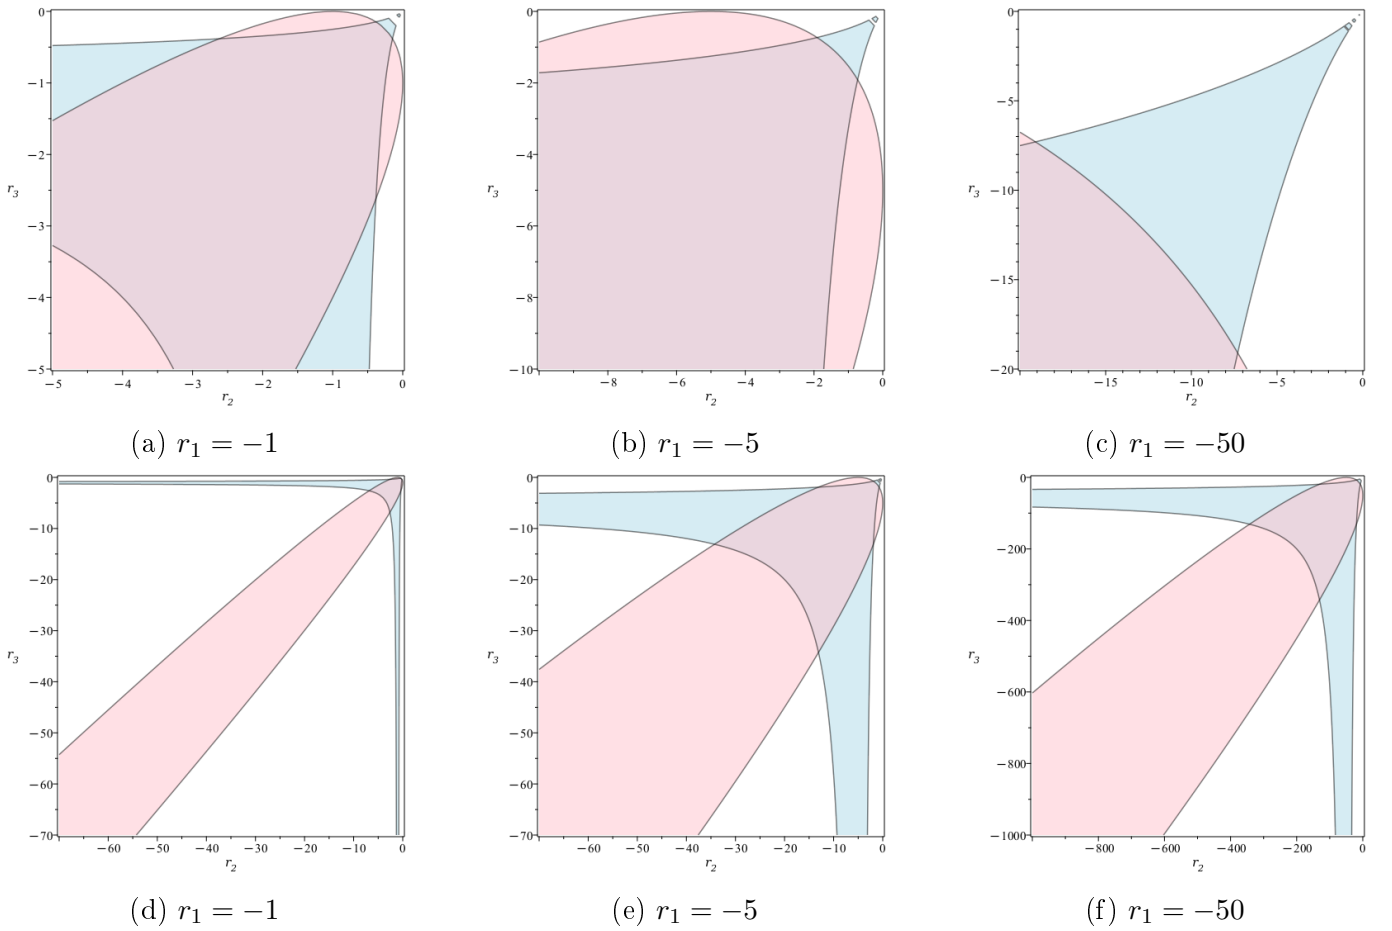 0
−1
−2
−3
−4
−5
r3
−5 −4 −3 −2 −1 0
r2
(a) r1 = −1
0
−2
−4
−6
−8
−10
r3
−8 −6 −4 −2 0
r2
(b) r1 = −5
0
−5
−10
−15
−20
r3
−15 −10 −5 0
r2
(c) r1 = −50
0
−10
−20
−30
−40
−50
−60
−70
r3
−60 −50 −40 −30 −20 −10 0
r2
(d) r1 = −1
0
−10
−20
−30
−40
−50
−60
−70
r3
−60 −50 −40 −30 −20 −10 0
r2
(e) r1 = −5
0
−200
−400
−600
−800
−1000
r3
−800 −600 −400 −200 0
r2
(f) r1 = −50